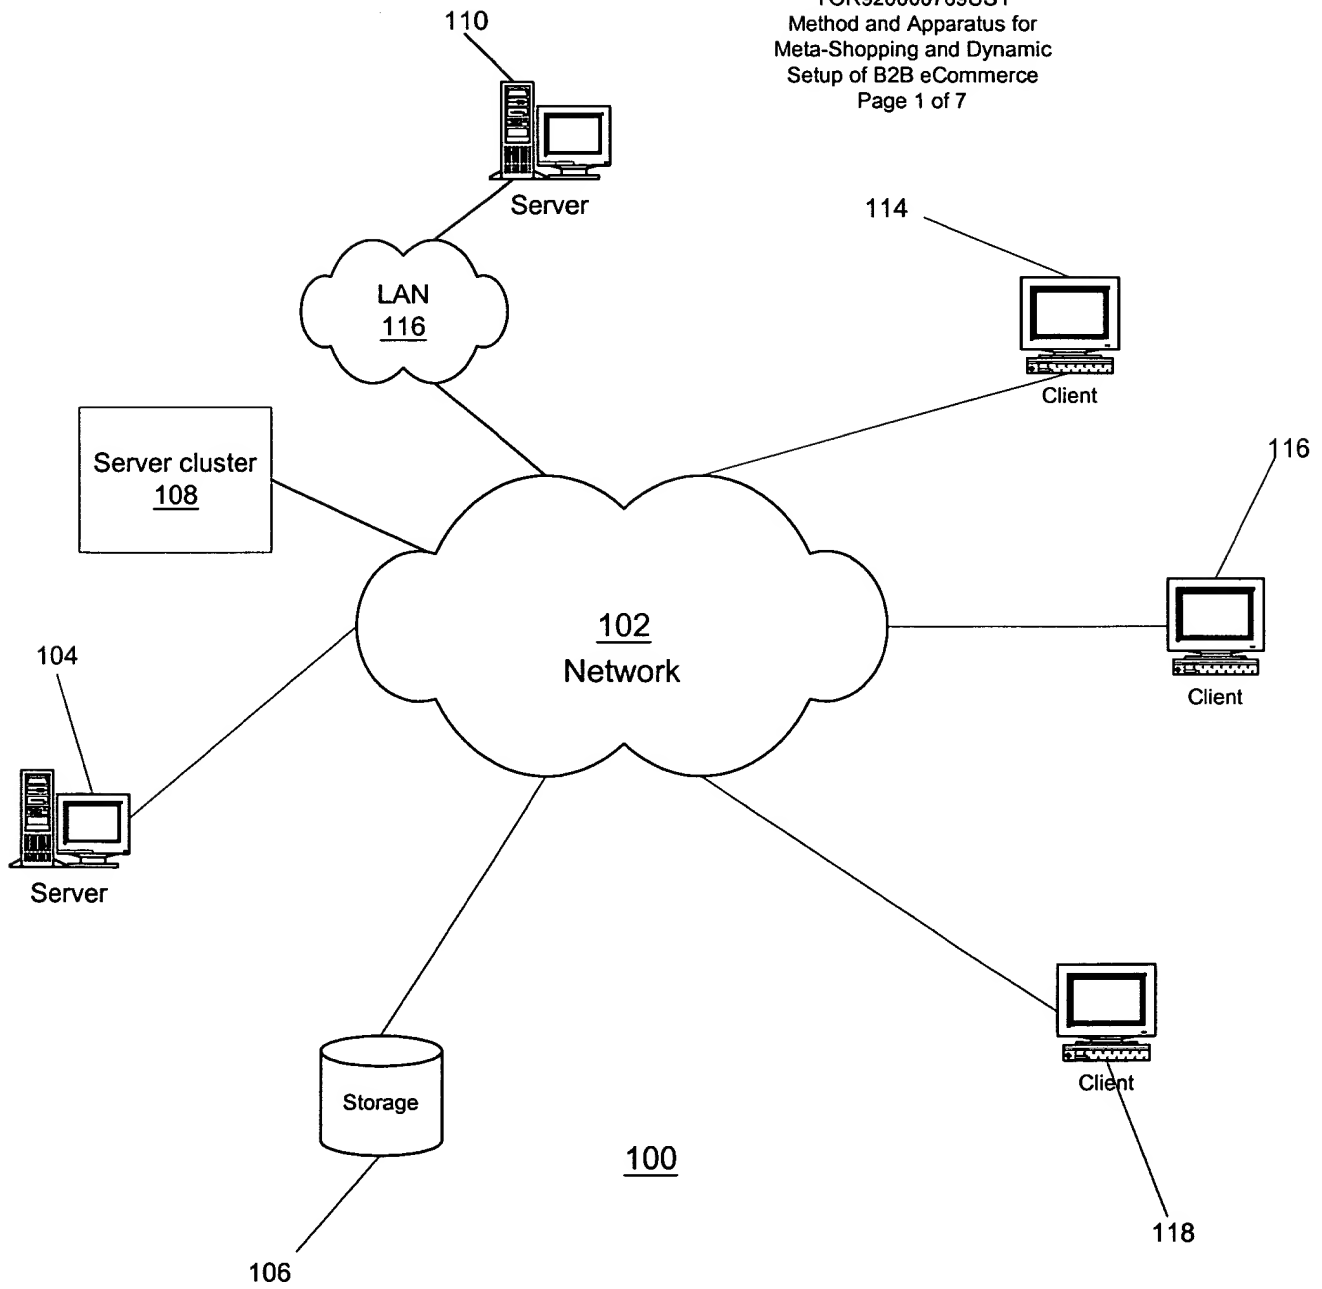 110
Method and Apparatus for
Meta-Shopping and Dynamic
Setup of B2B eCommerce
Page 1 of 7
Server
114
LAN
116
Client
Server cluster
108
116
102
Network
104
Client
Server
Client
Storage
100
118
106